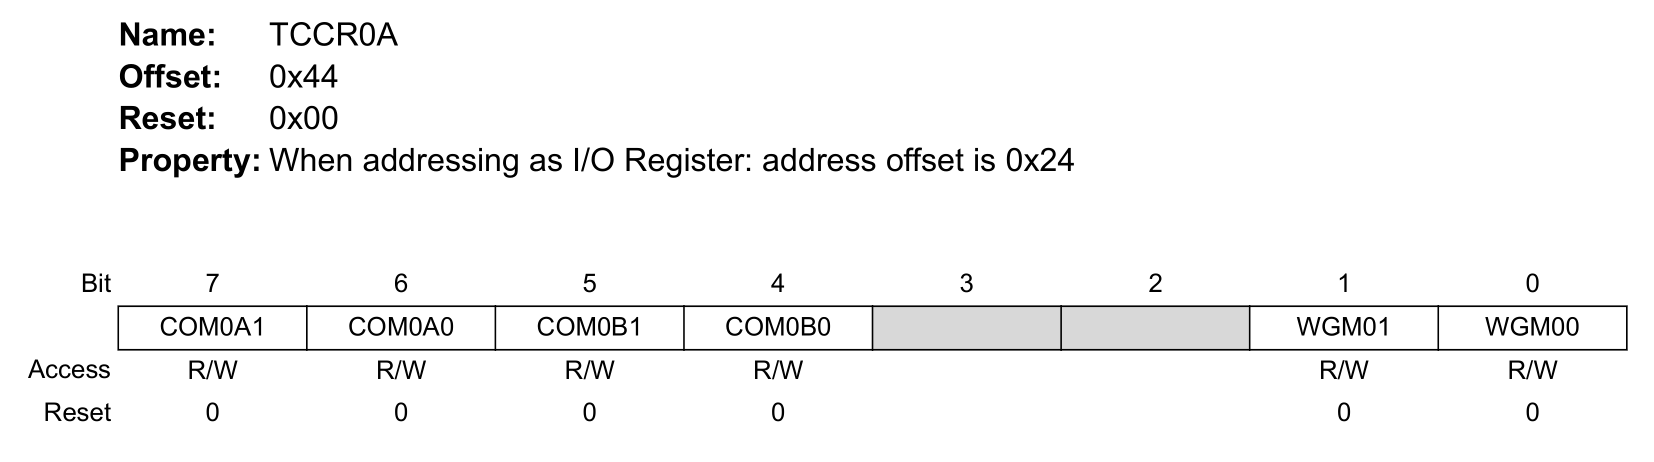 Name: TCCR0A
Offset: 0x44
Reset: 0x00
Property: When addressing as I/O Register: address offset is 0x24
Bit 7 6 5 4 3 2 1 0
COM0A1 COM0A0 COM0B1 COM0B0 WGM01 WGM00
Access R/W R/W R/W R/W R/W R/W
Reset 0 0 0 0 0 0